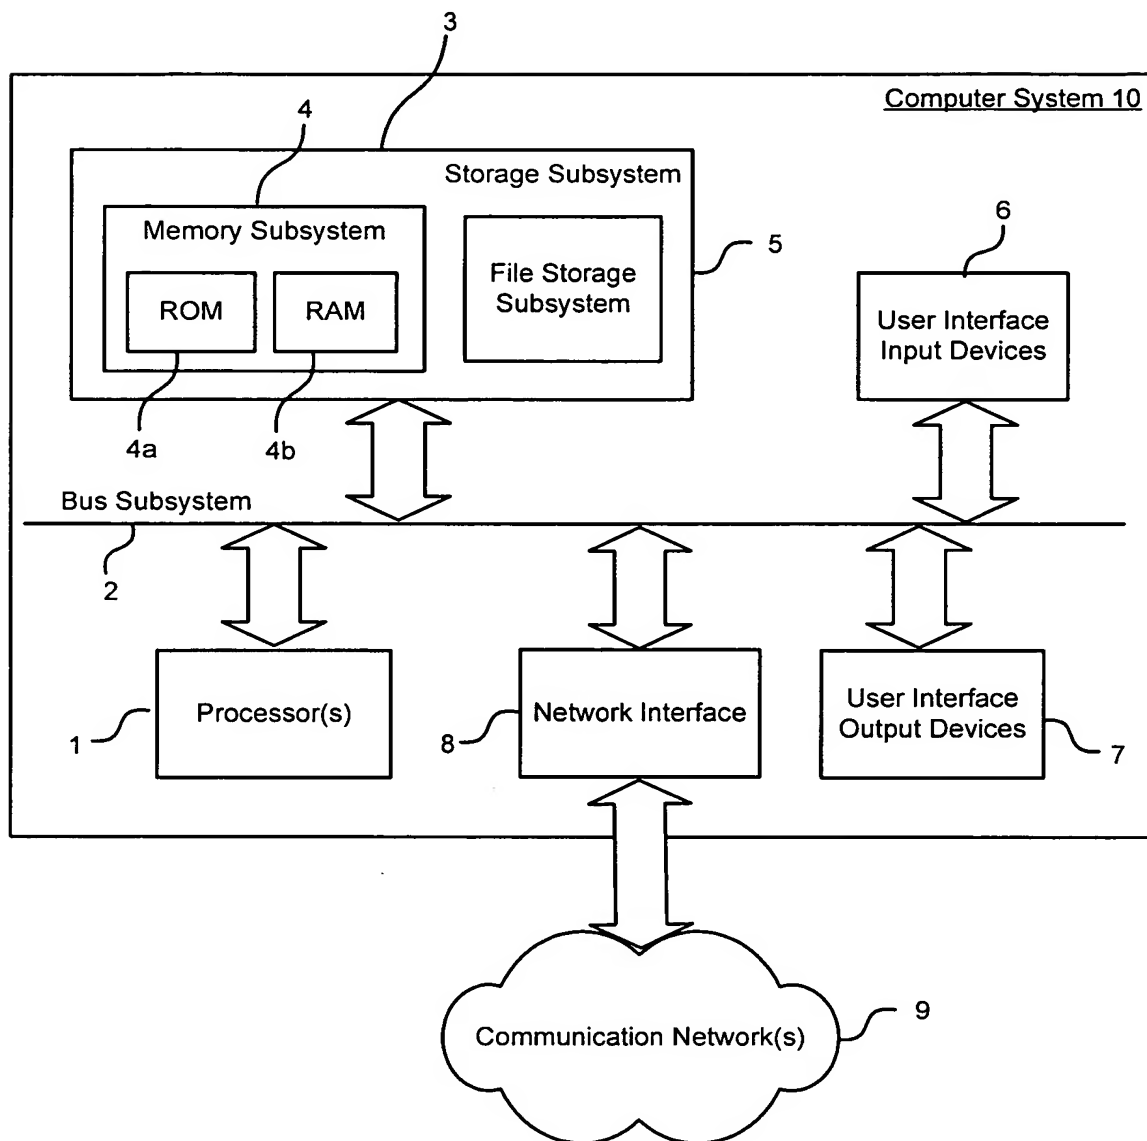 3
Computer System 10
4
Storage Subsystem
6
Memory Subsystem
5
File Storage
Subsystem
ROM
RAM
User Interface
Input Devices
4a
4b
Bus Subsystem
2
Processor(s)
Network Interface
User Interface
Output Devices
1
8
7
9
Communication Network(s)